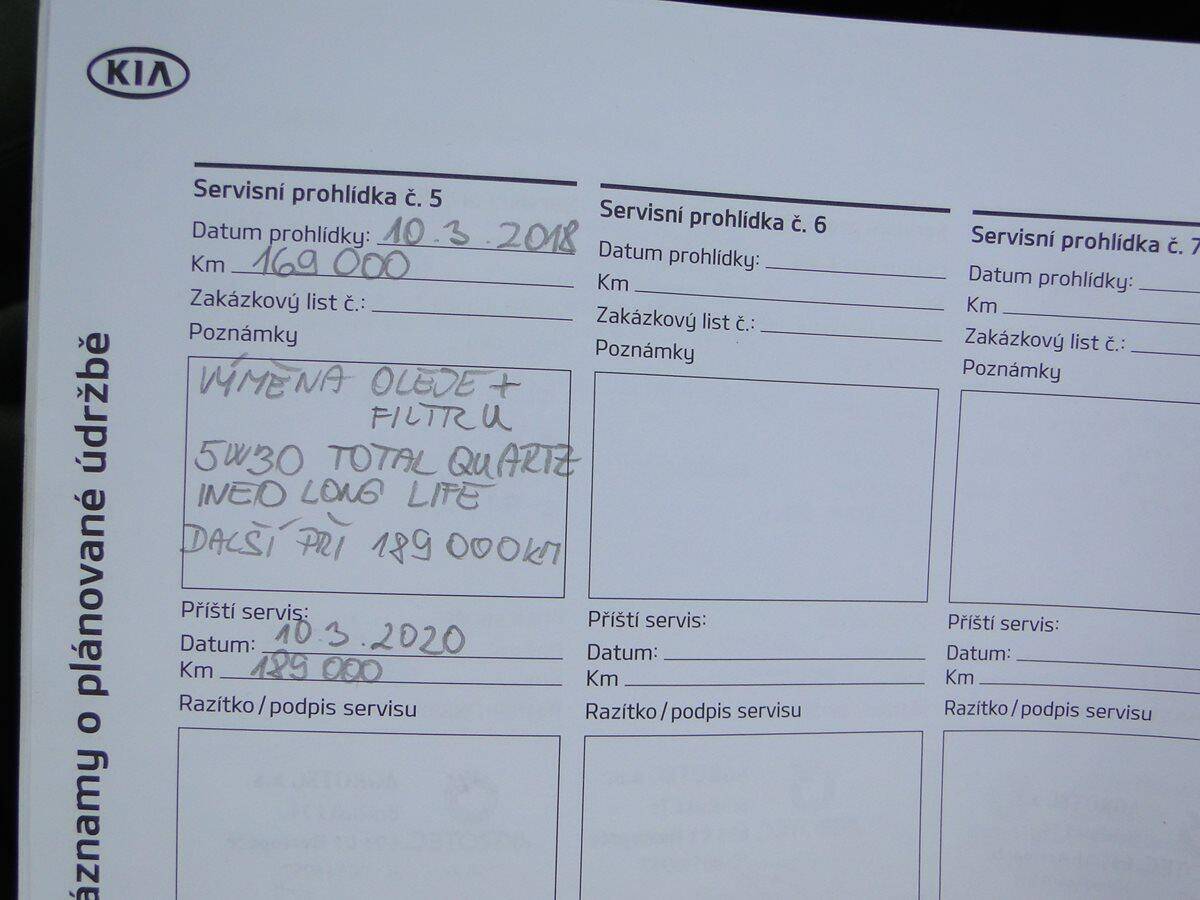 KIA
Servisní prohlídka č. 5
Datum prohlídky: 10.3.2018
Km 169 000
Zakázkový list č.:
Poznámky
VÝMĚNA OLEJE +
FILTRU
5W30 TOTAL QUARTZ
INEO LONG LIFE
DALŠÍ PŘI 189 000KM
Příští servis:
Datum: 10.3.2020
Km 189 000
Razítko/podpis servisu
Servisní prohlídka č. 6
Datum prohlídky:
Km
Zakázkový list č.:
Poznámky
Příští servis:
Datum:
Km
Razítko/podpis servisu
Servisní prohlídka č. 7
Datum prohlídky:
Km
Zakázkový list č.:
Poznámky
Příští servis:
Datum:
Km
Razítko/podpis servisu
áznamy o plánované údržbě